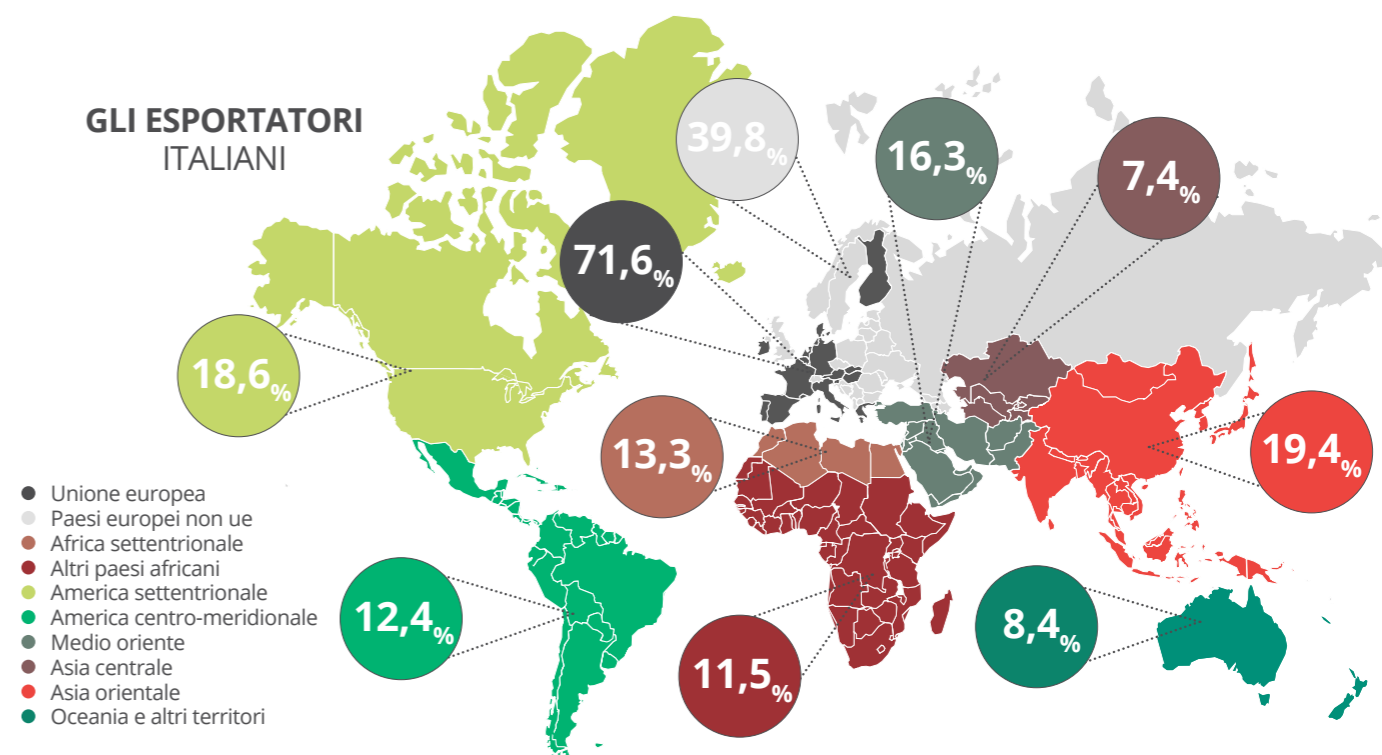 GLI ESPORTATORI
ITALIANI
39,8%
16,3%
7,4%
71,6%
18,6%
13,3%
19,4%
12,4%
11,5%
8,4%
Unione europea
Paesi europei non ue
Africa settentrionale
Altri paesi africani
America settentrionale
America centro-meridionale
Medio oriente
Asia centrale
Asia orientale
Oceania e altri territori